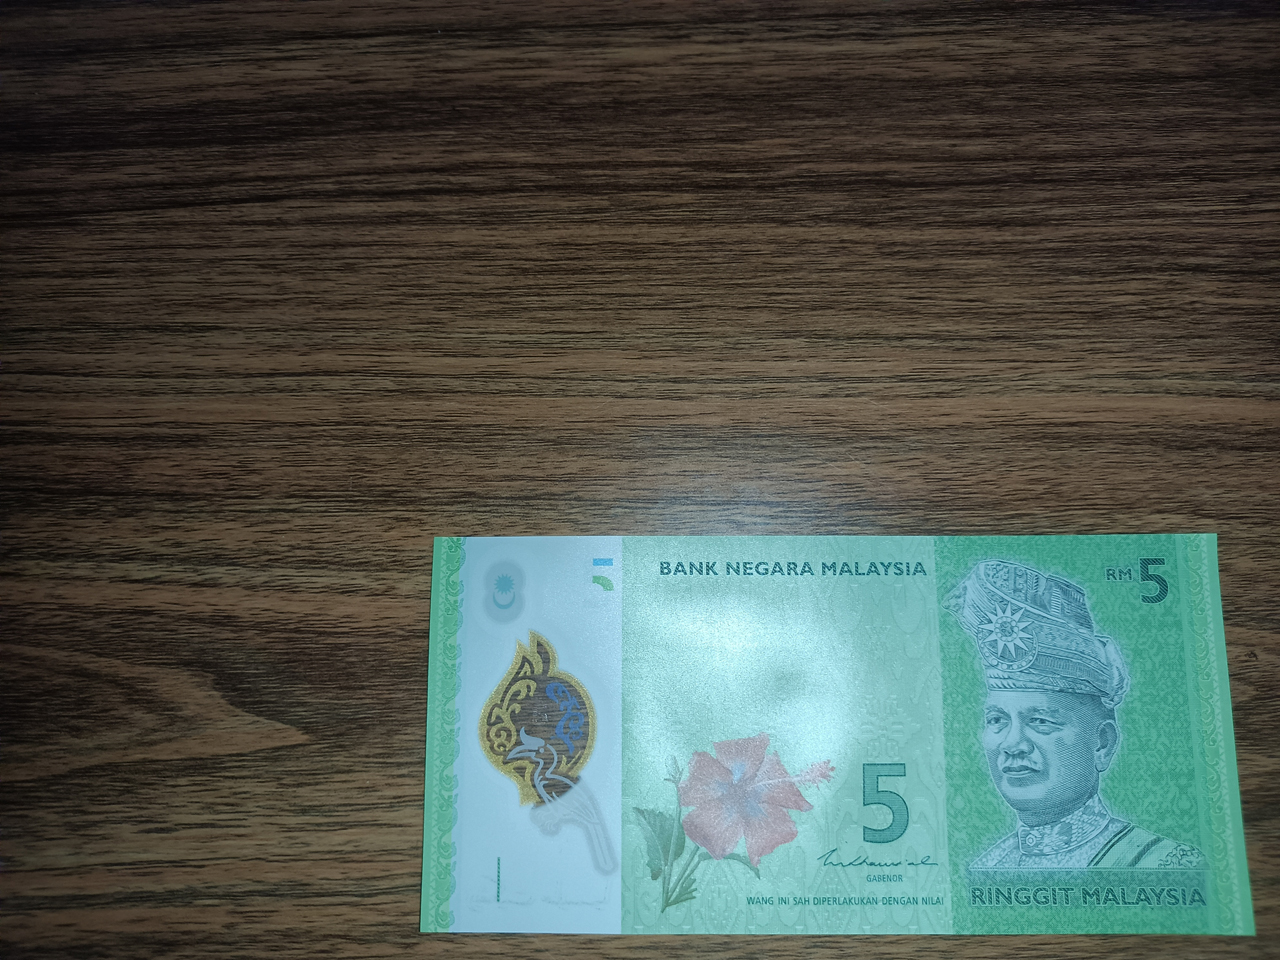 BANK NEGARA MALAYSIA
RM 5
5
GABENOR
WANG INI SAH DIPERLAKUKAN DENGAN NILAI
RINGGIT MALAYSIA